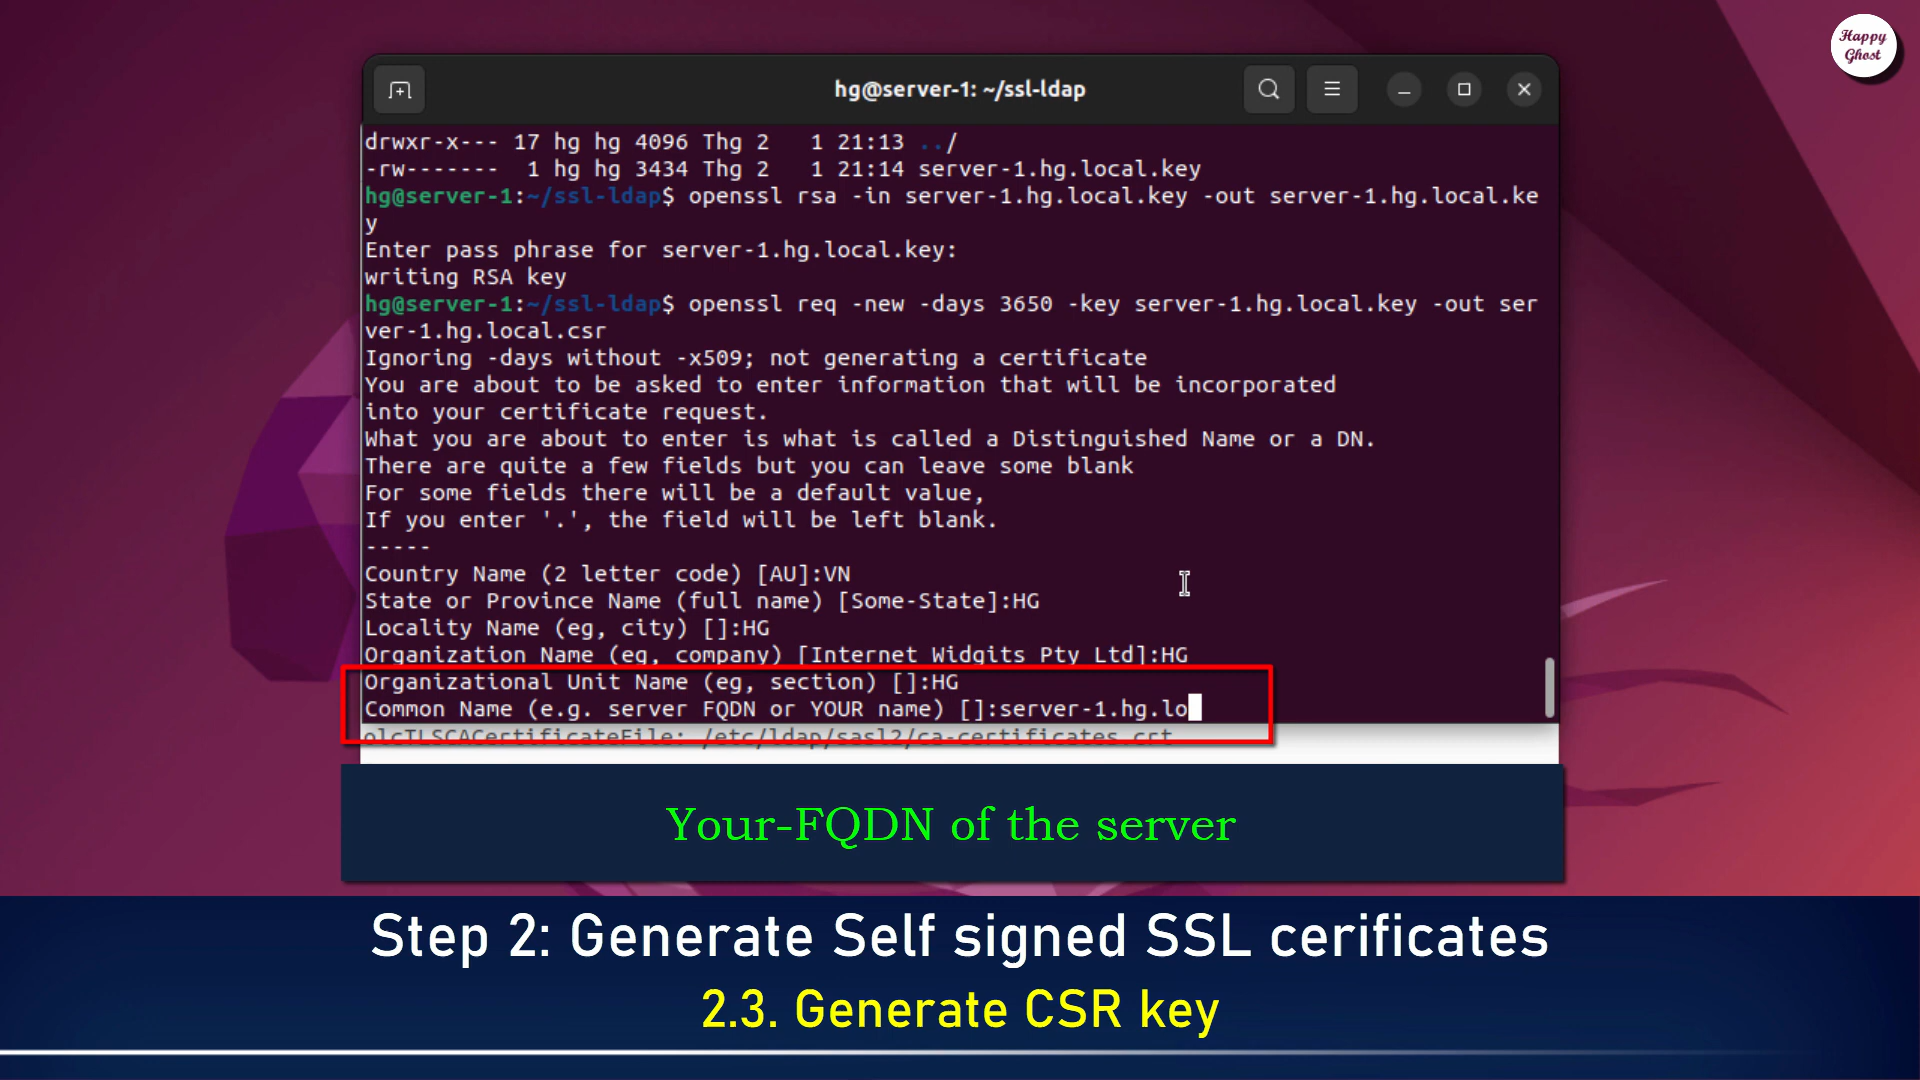 Happy
Ghost
hg@server-1: ~/ssl-ldap
drwxr-x--- 17 hg hg 4096 Thg 2   1 21:13 ../
-rw-------  1 hg hg 3434 Thg 2   1 21:14 server-1.hg.local.key
hg@server-1:~/ssl-ldap$ openssl rsa -in server-1.hg.local.key -out server-1.hg.local.ke
y
Enter pass phrase for server-1.hg.local.key:
writing RSA key
hg@server-1:~/ssl-ldap$ openssl req -new -days 3650 -key server-1.hg.local.key -out ser
ver-1.hg.local.csr
Ignoring -days without -x509; not generating a certificate
You are about to be asked to enter information that will be incorporated
into your certificate request.
What you are about to enter is what is called a Distinguished Name or a DN.
There are quite a few fields but you can leave some blank
For some fields there will be a default value,
If you enter '.', the field will be left blank.
-----
Country Name (2 letter code) [AU]:VN
State or Province Name (full name) [Some-State]:HG
Locality Name (eg, city) []:HG
Organization Name (eg, company) [Internet Widgits Pty Ltd]:HG
Organizational Unit Name (eg, section) []:HG
Common Name (e.g. server FQDN or YOUR name) []:server-1.hg.lo
olcTLSCACertificateFile: /etc/ldap/sasl2/ca-certificates.crt
Your-FQDN of the server
Step 2: Generate Self signed SSL cerificates
2.3. Generate CSR key